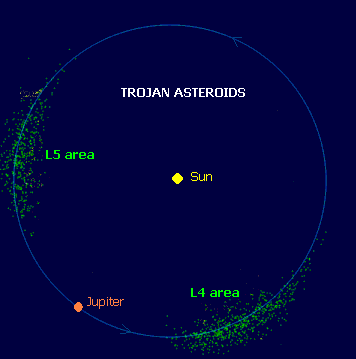 TROJAN ASTEROIDS
L5 area
Sun
L4 area
Jupiter